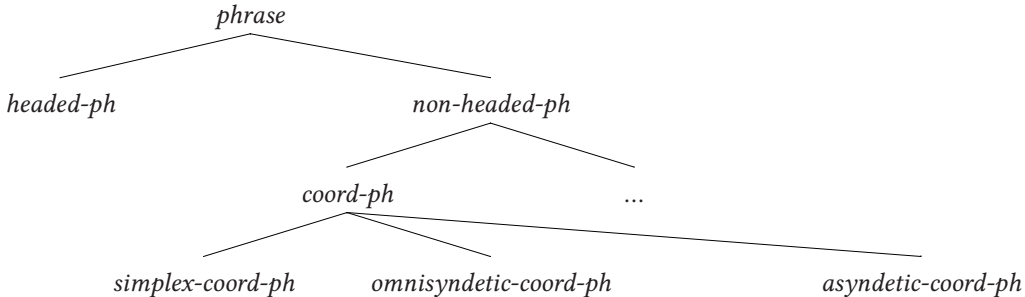 phrase
headed-ph non-headed-ph
coord-ph ...
simplex-coord-ph omnisyndetic-coord-ph asyndetic-coord-ph